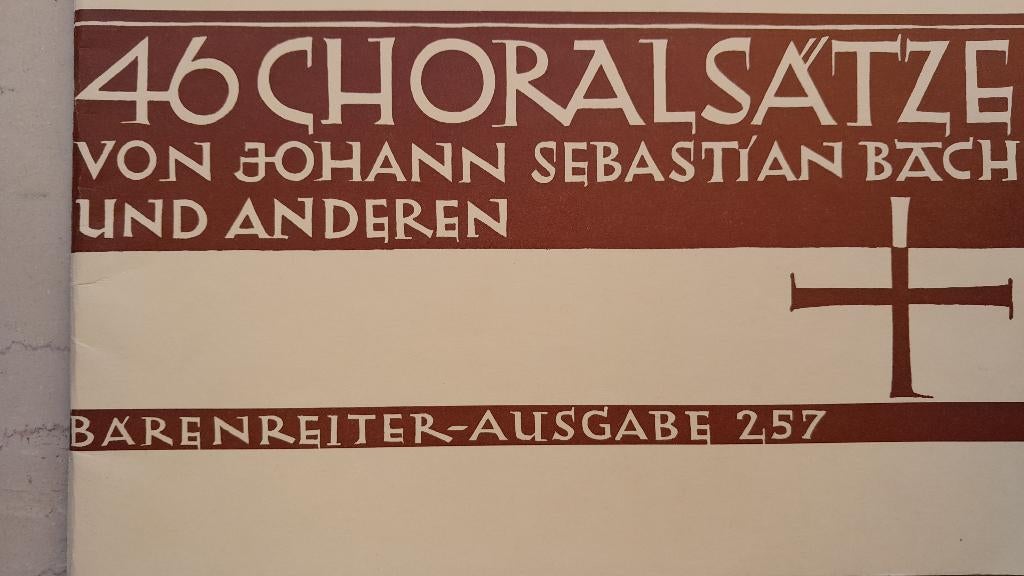 46 CHORALSÄTZE
VON JOHANN SEBASTIAN BACH
UND ANDEREN
BÄRENREITER-AUSGABE 257